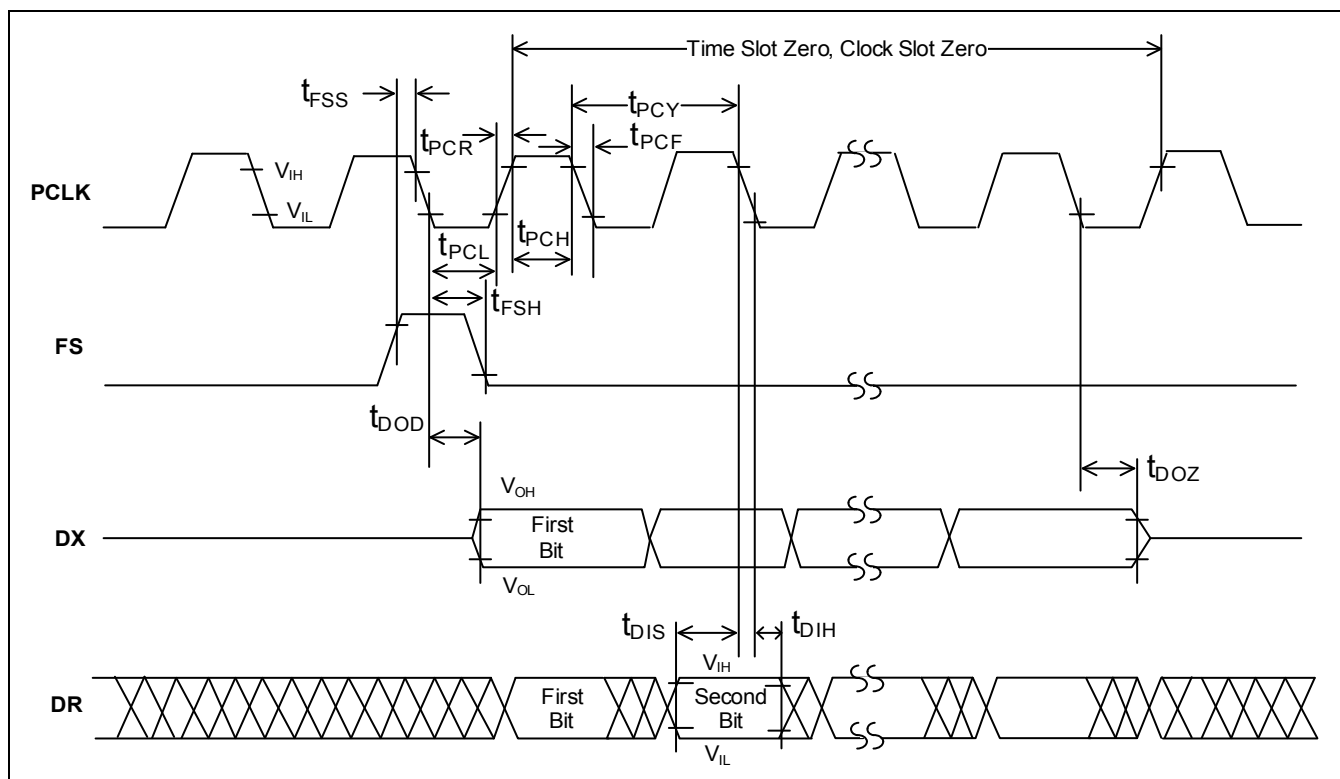 Time Slot Zero, Clock Slot Zero
tFSS
tPCY
tPCR
tPCF
PCLK
VIH
VIL
tPCH
tPCL
tFSH
FS
tDOD
tDOZ
VOH
DX
First
Bit
VOL
tDIS
tDIH
VIH
DR
First
Bit
Second
Bit
VIL